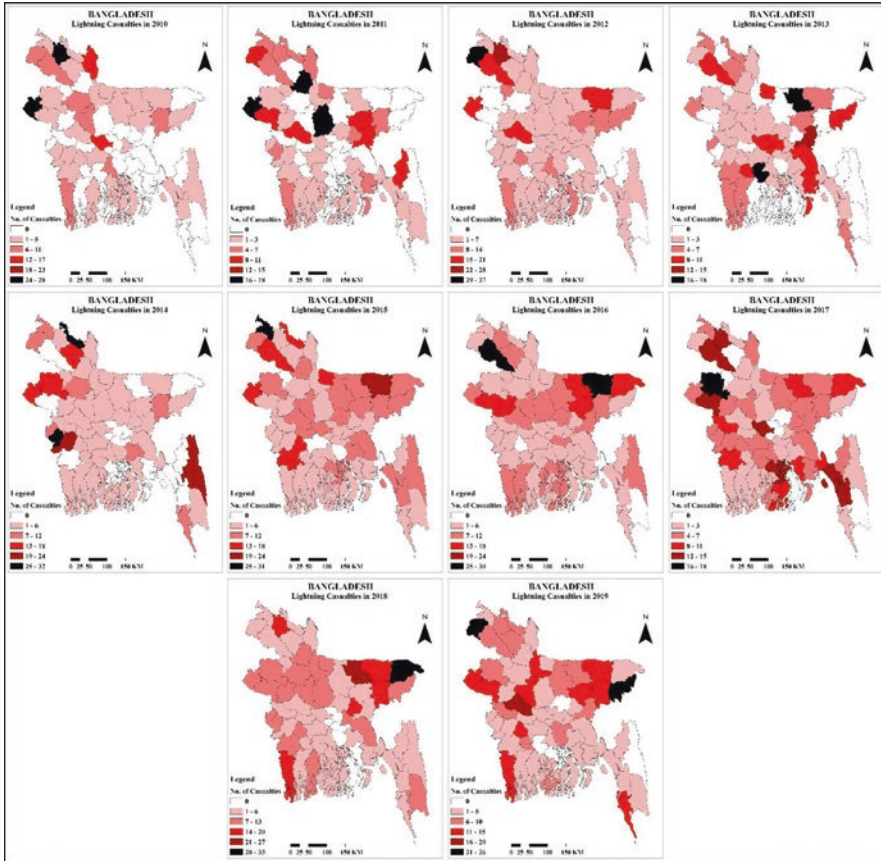 BANGLADESH
Lightning Casualties in 2010
N
Legend
No. of Casualties
0
1 - 5
6 - 11
12 - 17
18 - 23
24 - 28
0 25 50 100 150 KM
BANGLADESH
Lightning Casualties in 2011
N
Legend
No. of Casualties
0
1 - 3
4 - 7
8 - 11
12 - 15
16 - 18
0 25 50 100 150 KM
BANGLADESH
Lightning Casualties in 2012
N
Legend
No. of Casualties
0
1 - 7
8 - 14
15 - 21
22 - 28
29 - 37
0 25 50 100 150 KM
BANGLADESH
Lightning Casualties in 2013
N
Legend
No. of Casualties
0
1 - 3
4 - 7
8 - 11
12 - 15
16 - 18
0 25 50 100 150 KM
BANGLADESH
Lightning Casualties in 2014
N
Legend
No. of Casualties
0
1 - 6
7 - 12
13 - 18
19 - 24
25 - 32
0 25 50 100 150 KM
BANGLADESH
Lightning Casualties in 2015
N
Legend
No. of Casualties
0
1 - 6
7 - 12
13 - 18
19 - 24
25 - 31
0 25 50 100 150 KM
BANGLADESH
Lightning Casualties in 2016
N
Legend
No. of Casualties
0
1 - 6
7 - 12
13 - 18
19 - 24
25 - 30
0 25 50 100 150 KM
BANGLADESH
Lightning Casualties in 2017
N
Legend
No. of Casualties
0
1 - 3
4 - 7
8 - 11
12 - 15
16 - 18
0 25 50 100 150 KM
BANGLADESH
Lightning Casualties in 2018
N
Legend
No. of Casualties
0
1 - 6
7 - 13
14 - 20
21 - 27
28 - 33
0 25 50 100 150 KM
BANGLADESH
Lightning Casualties in 2019
N
Legend
No. of Casualties
0
1 - 5
6 - 10
11 - 15
16 - 20
21 - 26
0 25 50 100 150 KM